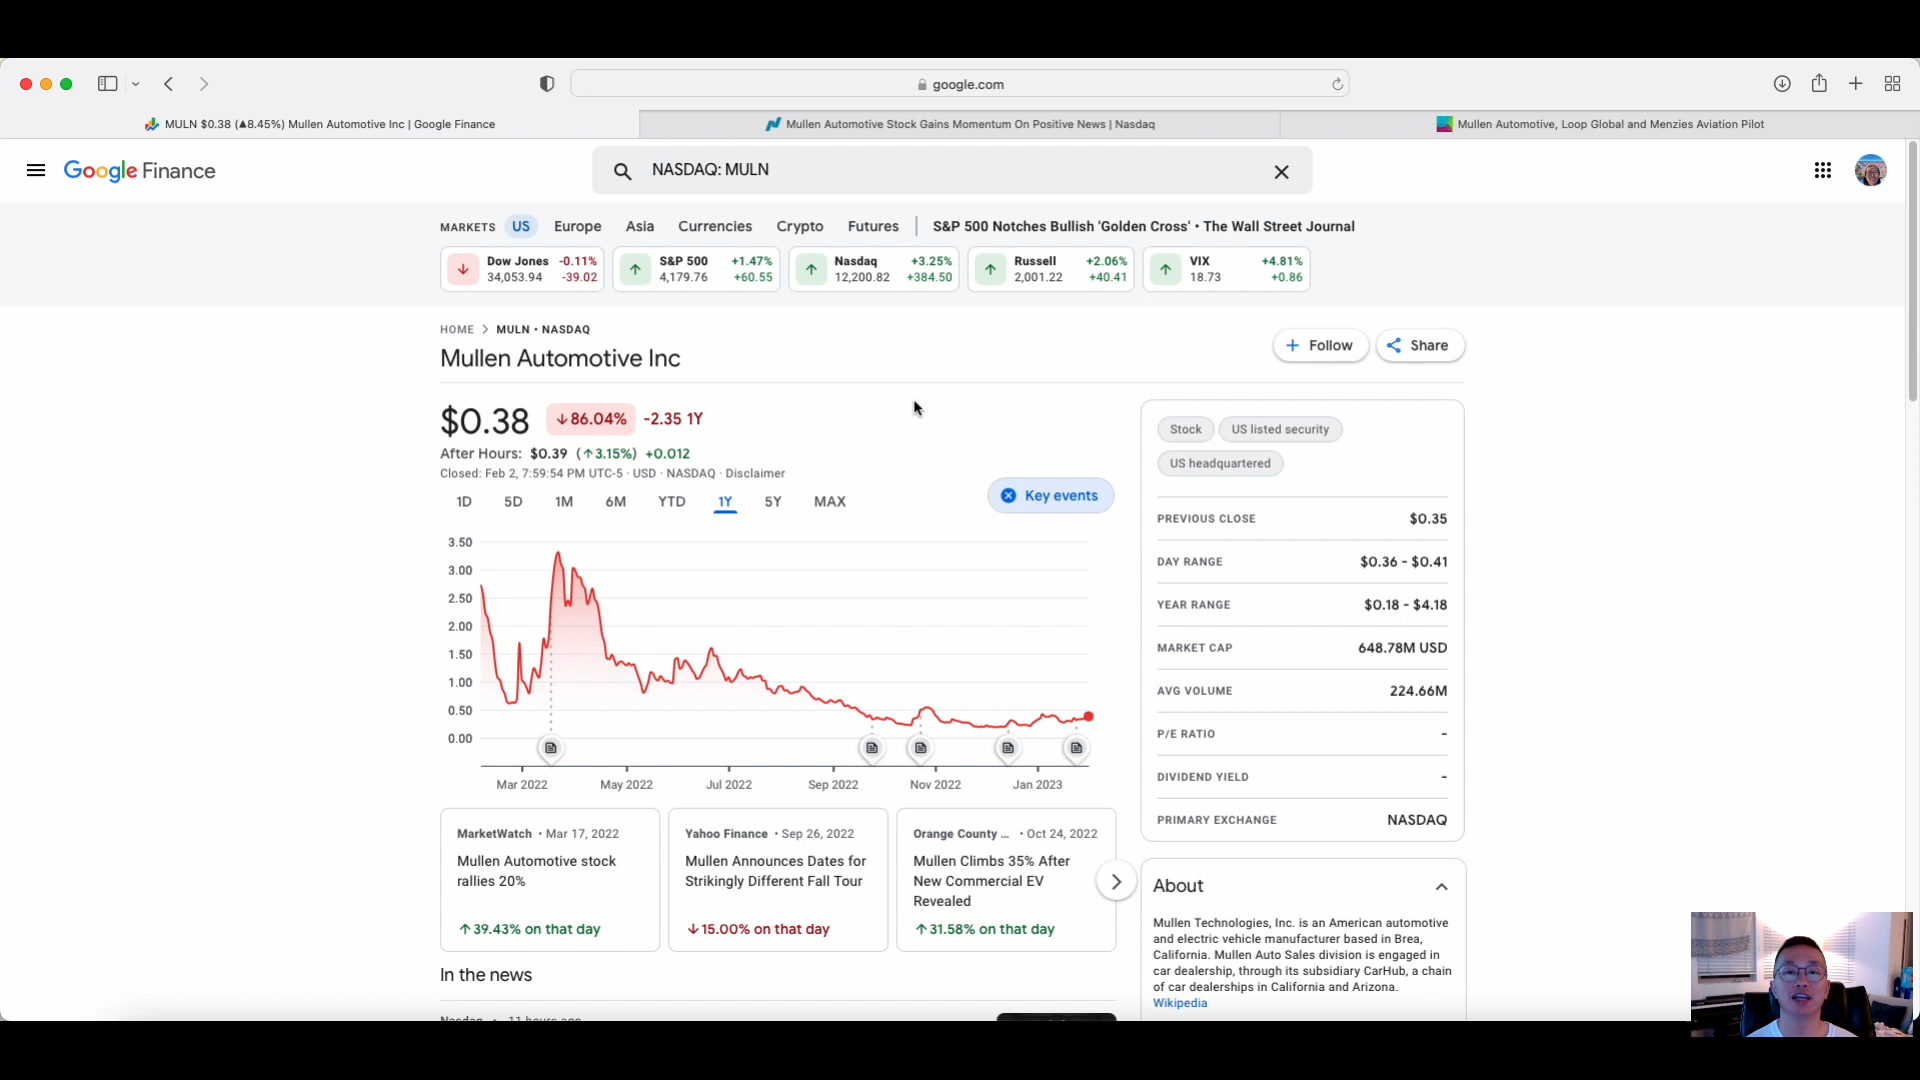 google.com
MULN $0.38 (▲8.45%) Mullen Automotive Inc | Google Finance
Mullen Automotive Stock Gains Momentum On Positive News | Nasdaq
Mullen Automotive, Loop Global and Menzies Aviation Pilot
Google Finance
NASDAQ: MULN
MARKETS US Europe Asia Currencies Crypto Futures S&P 500 Notches Bullish 'Golden Cross' • The Wall Street Journal
Dow Jones -0.11%
34,053.94 -39.02
S&P 500 +1.47%
4,179.76 +60.55
Nasdaq +3.25%
12,200.82 +384.50
Russell +2.06%
2,001.22 +40.41
VIX +4.81%
18.73 +0.86
HOME > MULN • NASDAQ
Mullen Automotive Inc
+ Follow
Share
$0.38 ↓86.04% -2.35 1Y
After Hours: $0.39 (↑3.15%) +0.012
Closed: Feb 2, 7:59:54 PM UTC-5 · USD · NASDAQ · Disclaimer
1D 5D 1M 6M YTD 1Y 5Y MAX
Key events
3.50
3.00
2.50
2.00
1.50
1.00
0.50
0.00
Mar 2022 May 2022 Jul 2022 Sep 2022 Nov 2022 Jan 2023
Stock US listed security
US headquartered
PREVIOUS CLOSE $0.35
DAY RANGE $0.36 - $0.41
YEAR RANGE $0.18 - $4.18
MARKET CAP 648.78M USD
AVG VOLUME 224.66M
P/E RATIO -
DIVIDEND YIELD -
PRIMARY EXCHANGE NASDAQ
MarketWatch • Mar 17, 2022
Mullen Automotive stock
rallies 20%
↑39.43% on that day
Yahoo Finance • Sep 26, 2022
Mullen Announces Dates for
Strikingly Different Fall Tour
↓15.00% on that day
Orange County ... • Oct 24, 2022
Mullen Climbs 35% After
New Commercial EV
Revealed
↑31.58% on that day
About
Mullen Technologies, Inc. is an American automotive
and electric vehicle manufacturer based in Brea,
California. Mullen Auto Sales division is engaged in
car dealership, through its subsidiary CarHub, a chain
of car dealerships in California and Arizona.
Wikipedia
In the news
Nasdaq • 11 hours ago